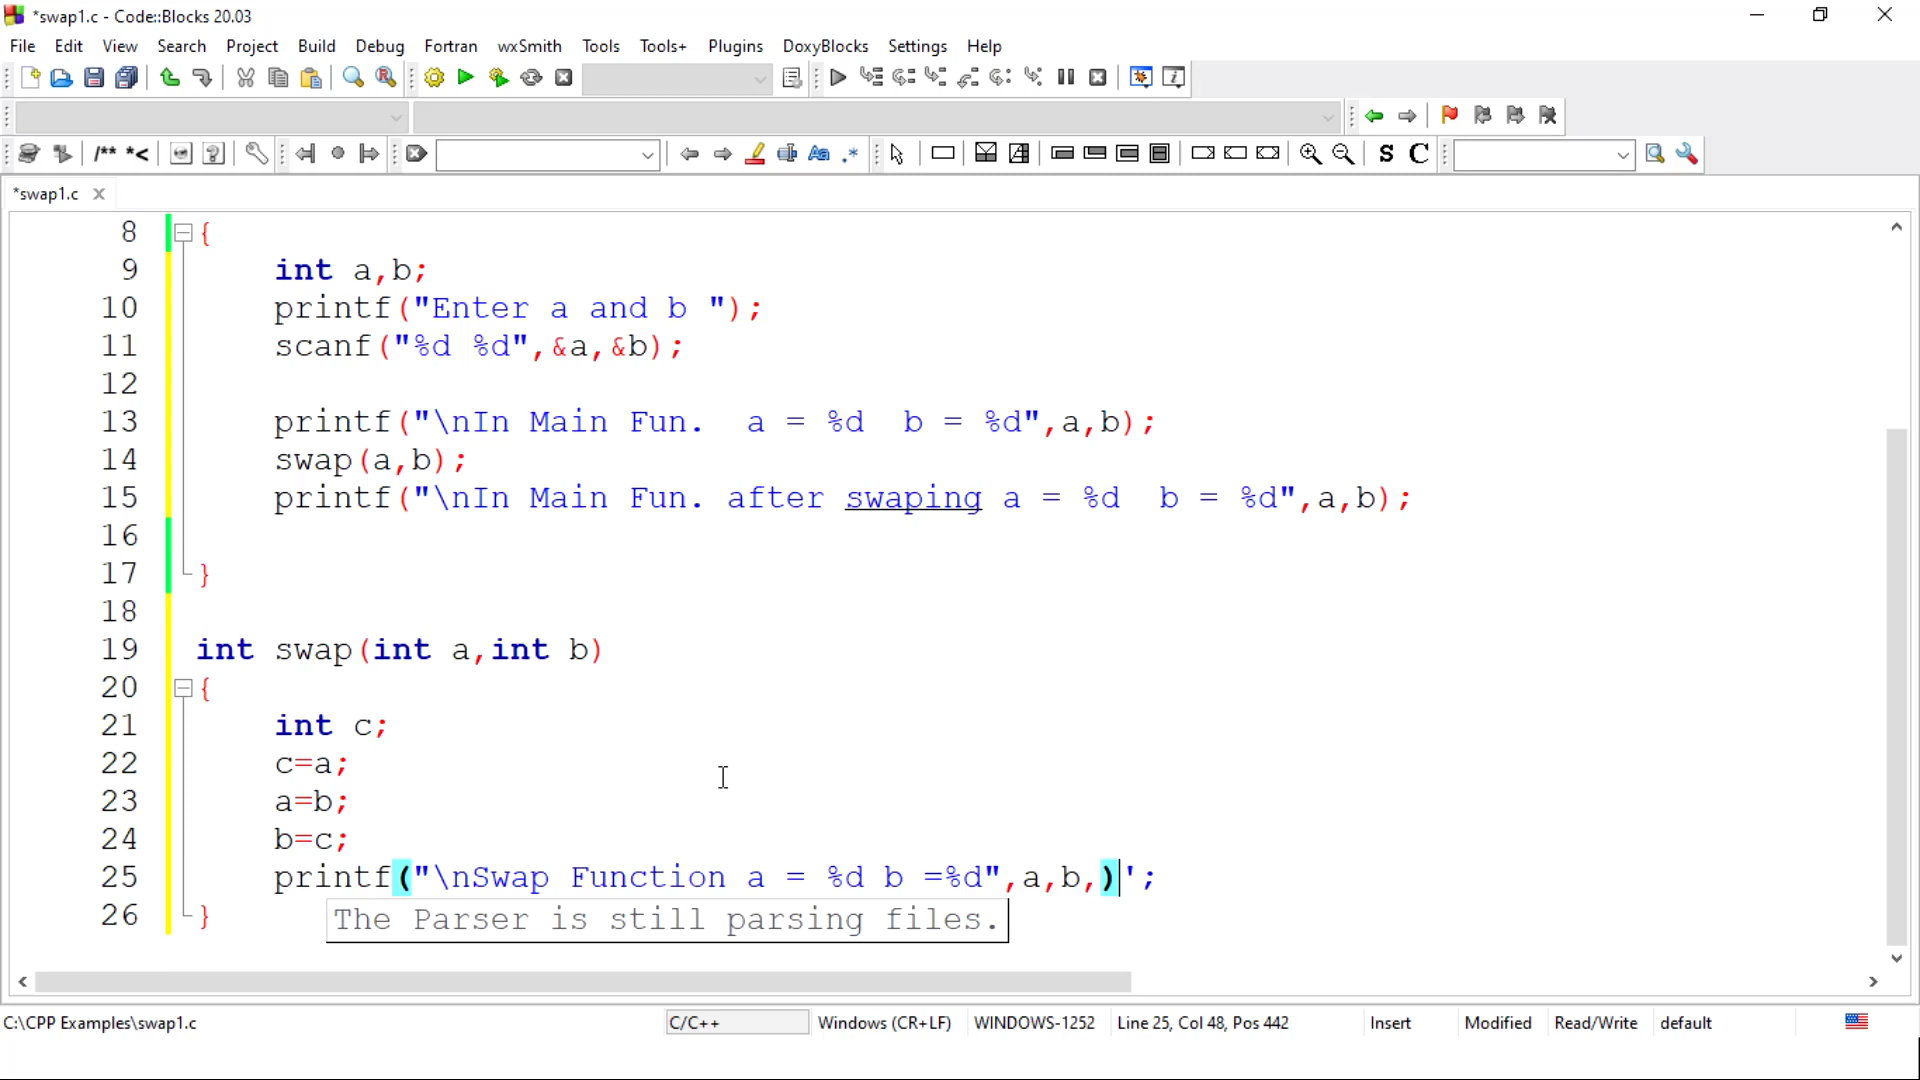 *swap1.c - Code::Blocks 20.03
File Edit View Search Project Build Debug Fortran wxSmith Tools Tools+ Plugins DoxyBlocks Settings Help
/** *< Aa .* S C
*swap1.c
8 {
9 int a,b;
10 printf("Enter a and b ");
11 scanf("%d %d",&a,&b);
12
13 printf("\nIn Main Fun.  a = %d  b = %d",a,b);
14 swap(a,b);
15 printf("\nIn Main Fun. after swaping a = %d  b = %d",a,b);
16
17 }
18
19 int swap(int a,int b)
20 {
21 int c;
22 c=a;
23 a=b;
24 b=c;
25 printf("\nSwap Function a = %d b =%d",a,b,)';
26 }
The Parser is still parsing files.
C:\CPP Examples\swap1.c C/C++ Windows (CR+LF) WINDOWS-1252 Line 25, Col 48, Pos 442 Insert Modified Read/Write default